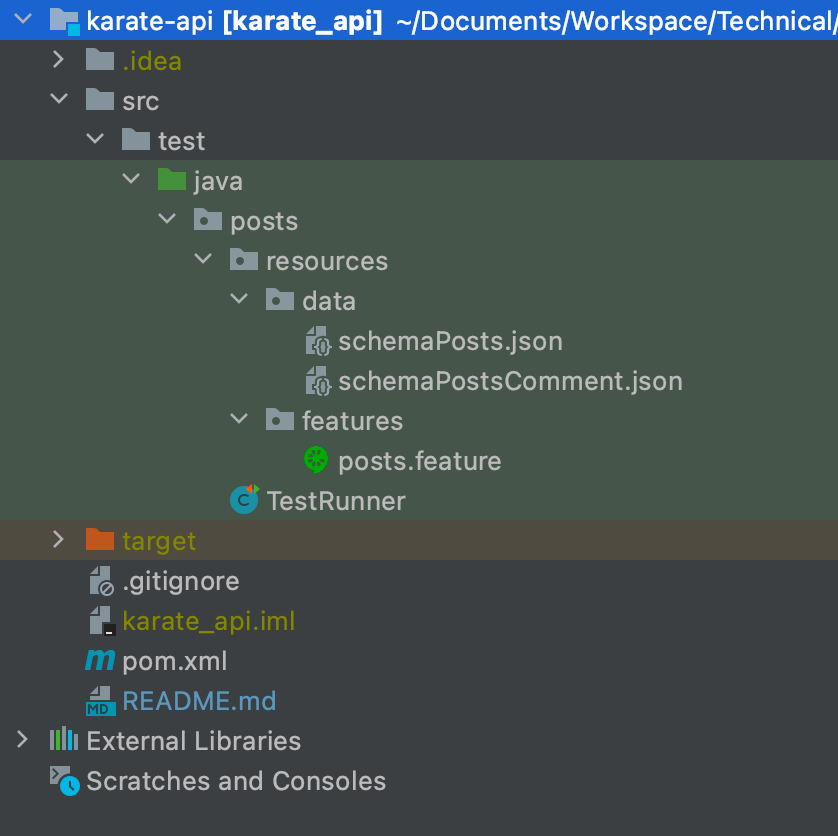 karate-api [karate_api] ~/Documents/Workspace/Technical/
.idea
src
test
java
posts
resources
data
schemaPosts.json
schemaPostsComment.json
features
posts.feature
C TestRunner
target
.gitignore
karate_api.iml
m pom.xml
MD README.md
External Libraries
Scratches and Consoles